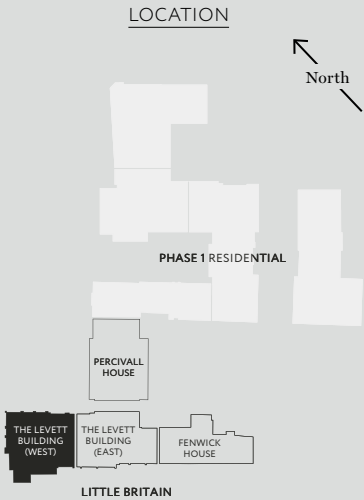 LOCATION
North
PHASE 1 RESIDENTIAL
PERCIVALL
HOUSE
THE LEVETT
BUILDING
(WEST)
THE LEVETT
BUILDING
(EAST)
FENWICK
HOUSE
LITTLE BRITAIN